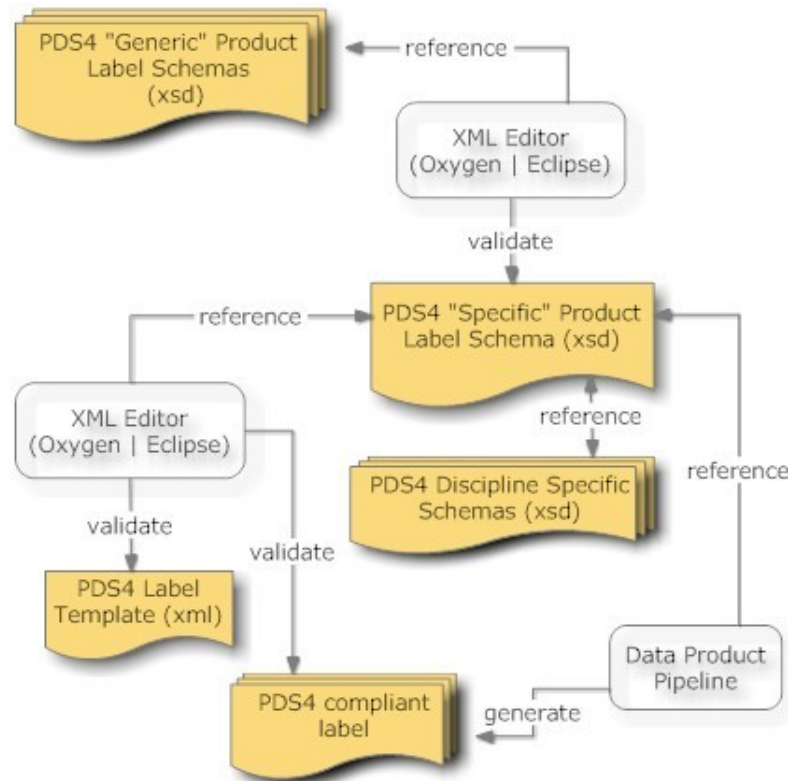 PDS4 "Generic" Product
Label Schemas
(xsd)
reference
XML Editor
(Oxygen | Eclipse)
validate
reference
PDS4 "Specific" Product
Label Schema (xsd)
XML Editor
(Oxygen | Eclipse)
reference
reference
PDS4 Discipline Specific
Schemas (xsd)
validate
validate
PDS4 Label
Template (xml)
Data Product
Pipeline
PDS4 compliant
label
generate